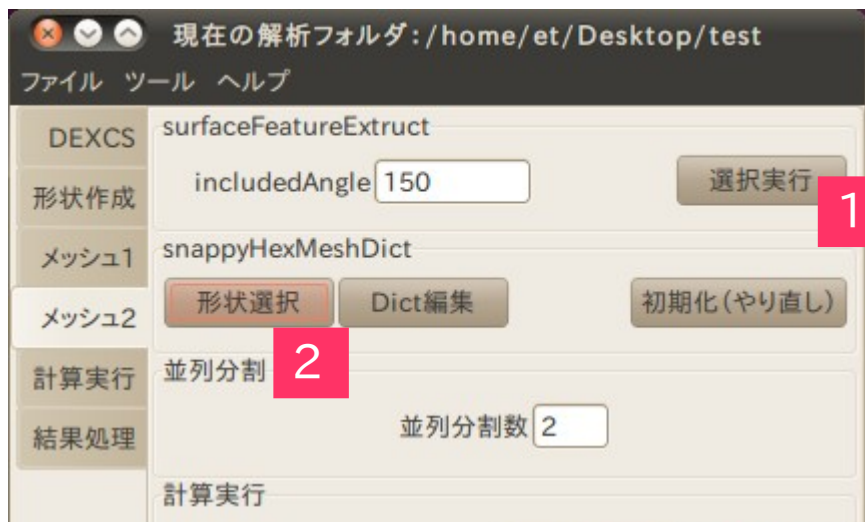 現在の解析フォルダ:/home/et/Desktop/test
ファイル ツール ヘルプ
DEXCS
形状作成
メッシュ1
メッシュ2
計算実行
結果処理
surfaceFeatureExtruct
includedAngle 150 選択実行
1
snappyHexMeshDict
形状選択 Dict編集 初期化(やり直し)
2
並列分割
並列分割数 2
計算実行